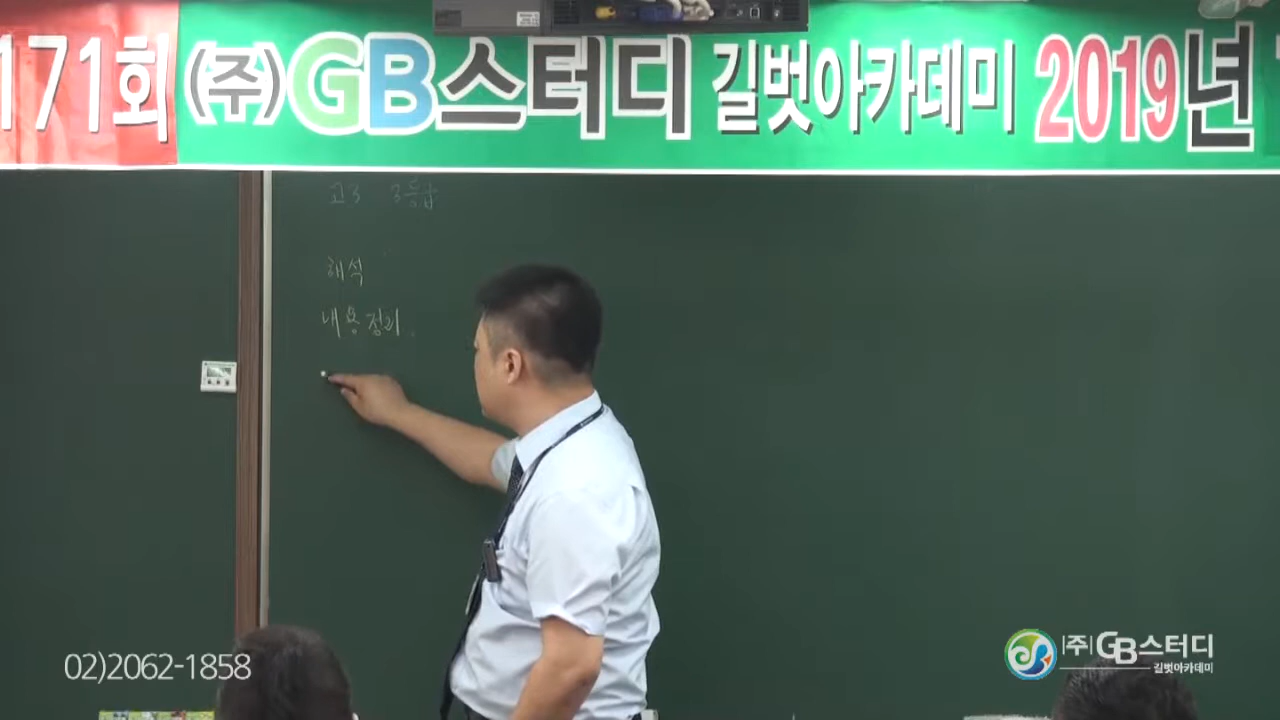 171회 (주)GB스터디 길벗아카데미 2019년
고3 3등급
해석
내용정리
02)2062-1858
(주)GB스터디
길벗아카데미